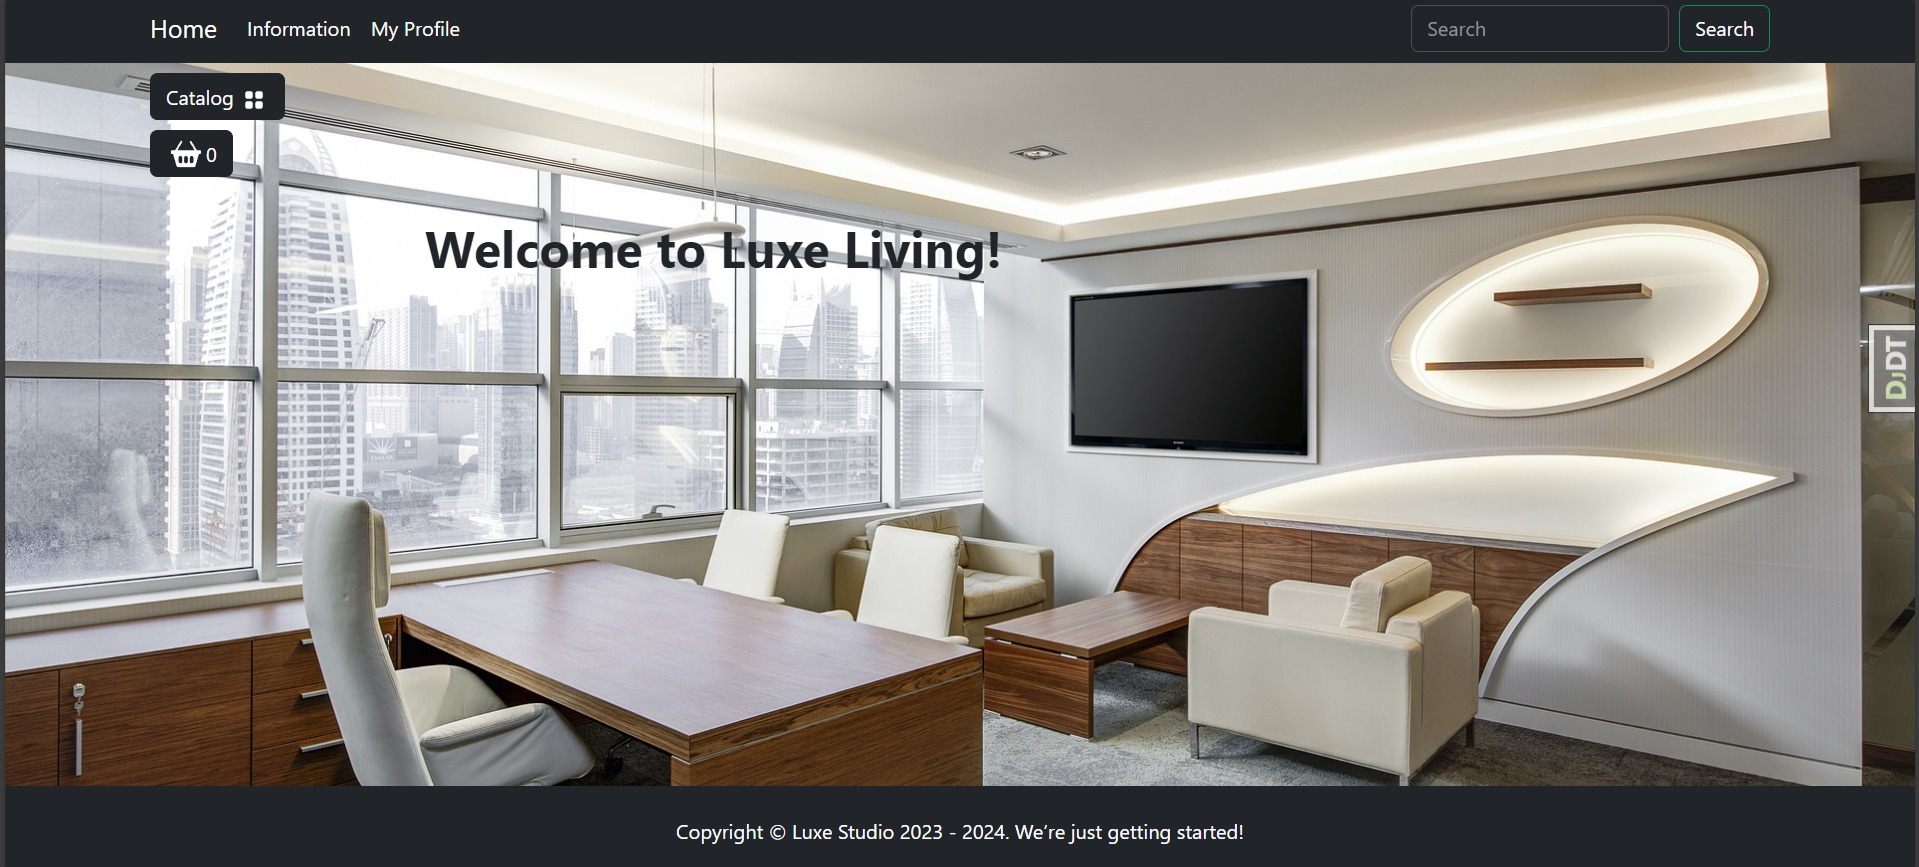 Home Information My Profile Search Search
Catalog
0
Welcome to Luxe Living!
DJDT
Copyright © Luxe Studio 2023 - 2024. We’re just getting started!